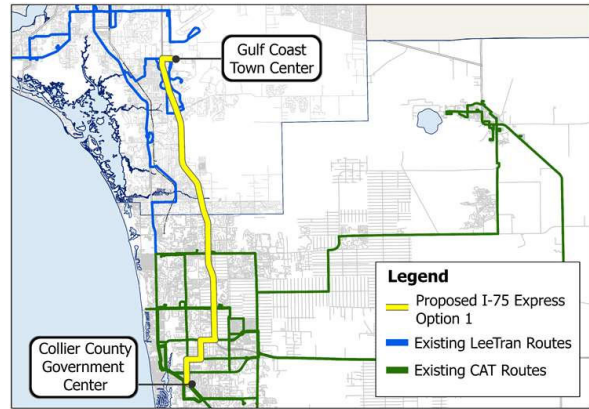 Gulf Coast
Town Center
Legend
Proposed I-75 Express
Option 1
Existing LeeTran Routes
Existing CAT Routes
Collier County
Government
Center